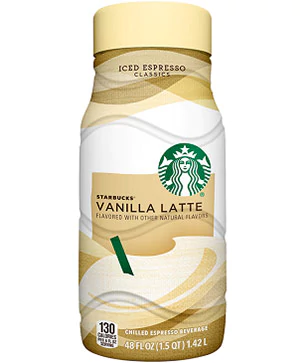 ICED ESPRESSO
CLASSICS
STARBUCKS®
VANILLA LATTE
FLAVORED WITH OTHER NATURAL FLAVORS
130
CALORIES
CHILLED ESPRESSO BEVERAGE
48 FL OZ (1.5 QT) 1.42 L